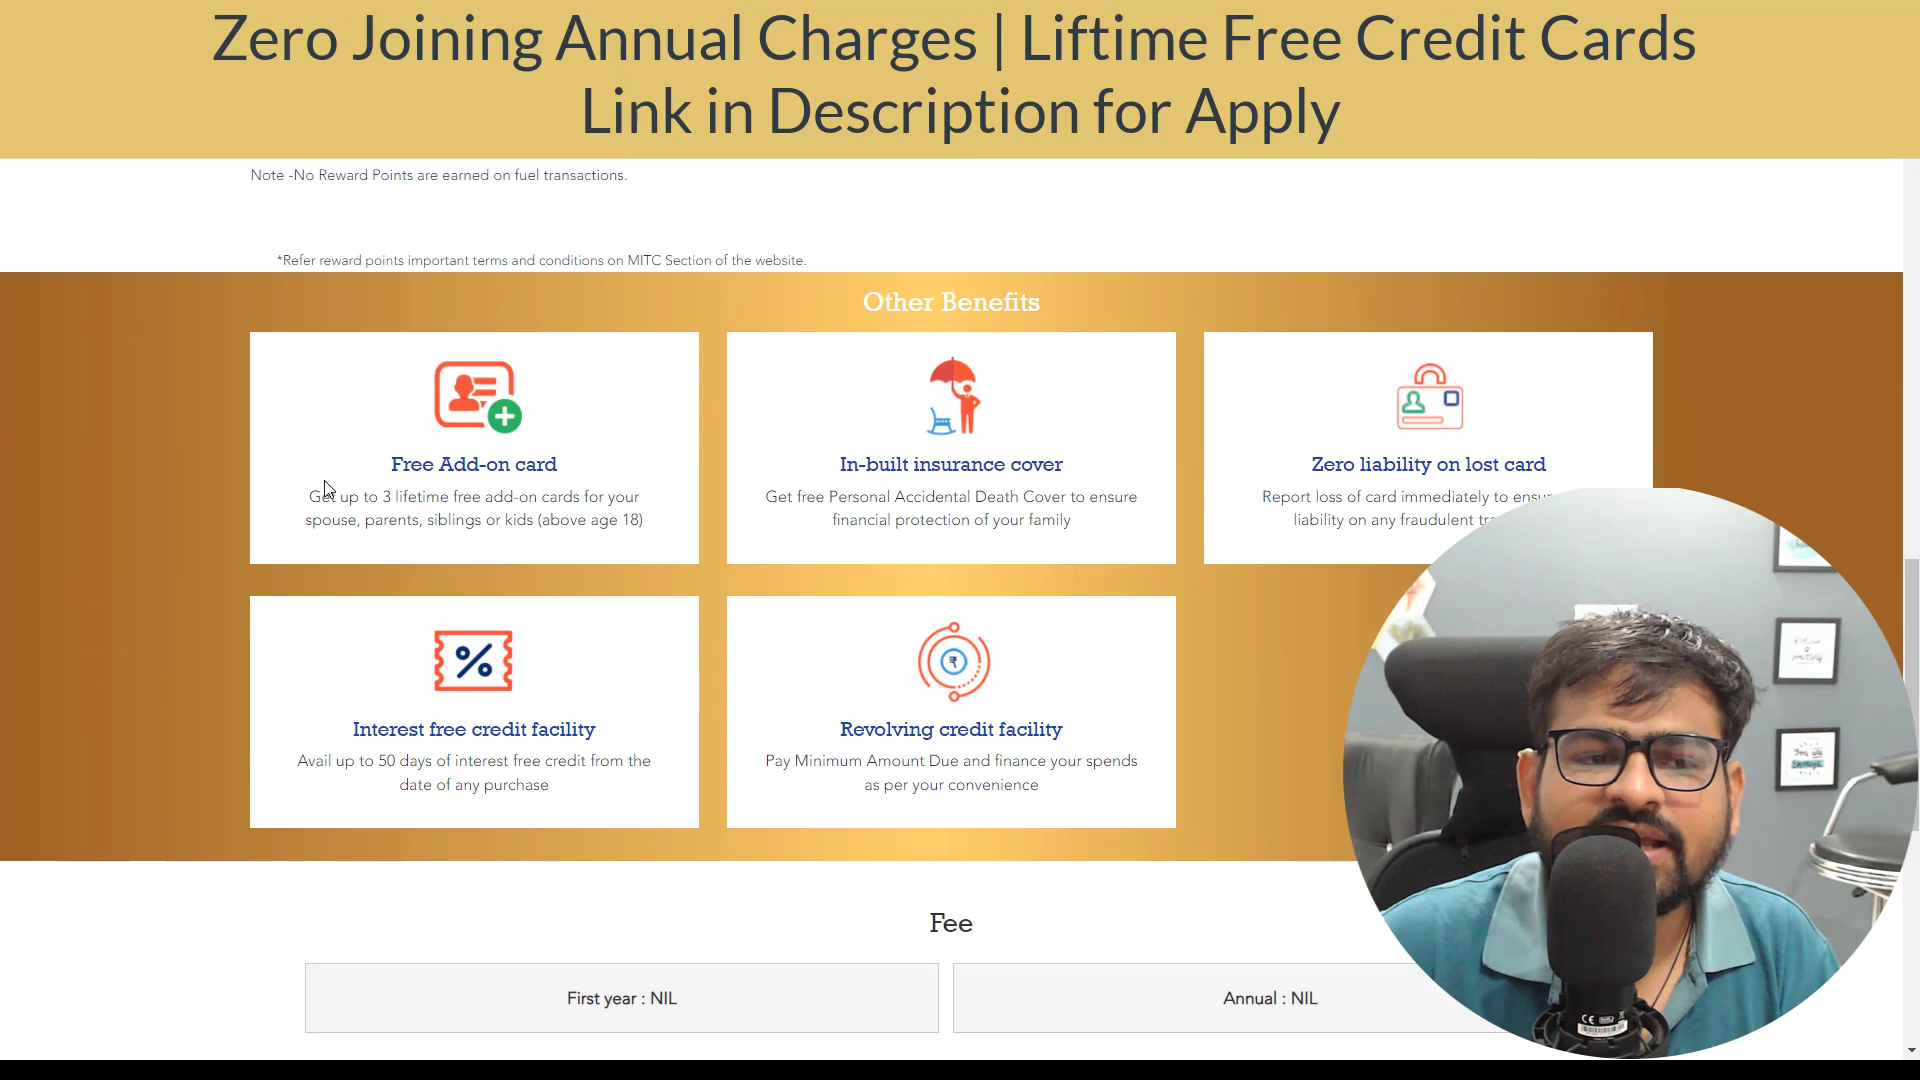 Zero Joining Annual Charges | Liftime Free Credit Cards
Link in Description for Apply
Note -No Reward Points are earned on fuel transactions.
*Refer reward points important terms and conditions on MITC Section of the website.
Other Benefits
Free Add-on card
Get up to 3 lifetime free add-on cards for your
spouse, parents, siblings or kids (above age 18)
In-built insurance cover
Get free Personal Accidental Death Cover to ensure
financial protection of your family
Zero liability on lost card
Report loss of card immediately to
liability on any fraudulent
%
₹
Interest free credit facility
Avail up to 50 days of interest free credit from the
date of any purchase
Revolving credit facility
Pay Minimum Amount Due and finance your spends
as per your convenience
Fee
First year : NIL
Annual : NIL